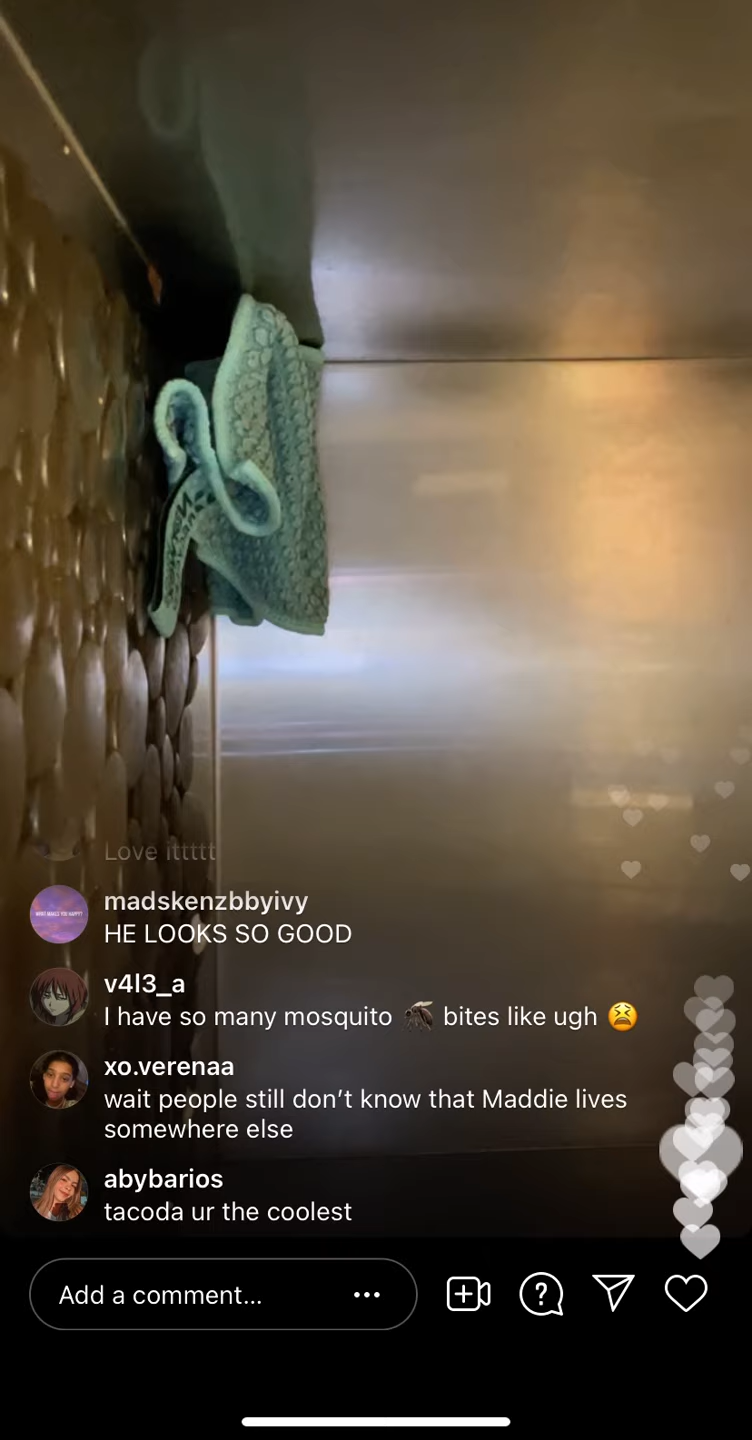 Love ittttt
madskenzbbyivy
HE LOOKS SO GOOD
v4l3_a
I have so many mosquito 🦟 bites like ugh 😫
xo.verenaa
wait people still don’t know that Maddie lives
somewhere else
abybarios
tacoda ur the coolest
Add a comment...